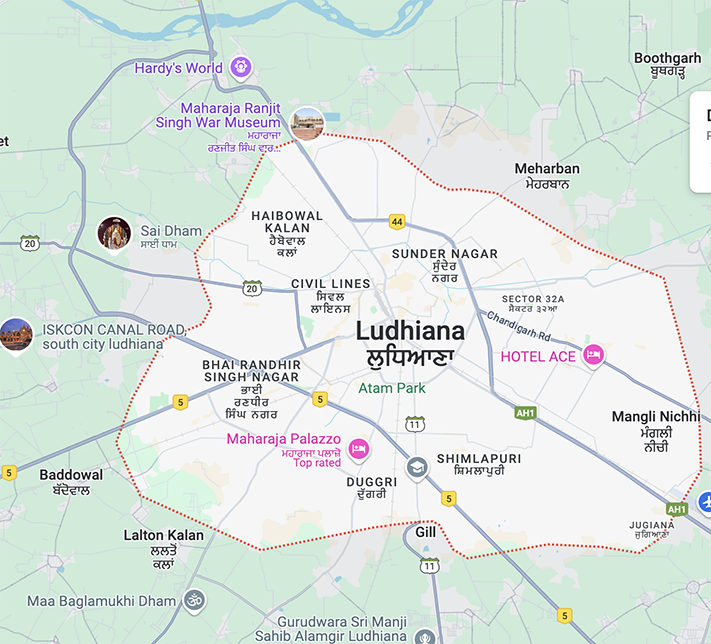 Hardy's World
Boothgarh
ਬੂਥਗੜ੍ਹ
Maharaja Ranjit
Singh War Museum
ਮਹਾਰਾਜਾ
ਰਣਜੀਤ ਸਿੰਘ ਵਾਰ...
Meharban
ਮੇਹਰਬਾਨ
HAIBOWAL
KALAN
ਹੈਬੋਵਾਲ
ਕਲਾਂ
44
Sai Dham
ਸਾਈਂ ਧਾਮ
20
SUNDER NAGAR
ਸੁੰਦੇਰ
ਨਗਰ
20
CIVIL LINES
ਸਿਵਲ
ਲਾਇਨਸ
SECTOR 32A
ਸੈਕਟਰ ੩੨ਆ
Chandigarh Rd
ISKCON CANAL ROAD,
south city ludhiana
Ludhiana
ਲੁਧਿਆਣਾ
HOTEL ACE
BHAI RANDHIR
SINGH NAGAR
ਭਾਈ
ਰਣਧੀਰ
ਸਿੰਘ ਨਗਰ
Atam Park
5
5
AH1
11
Mangli Nichhi
ਮੰਗਲੀ
ਨੀਚੀ
Maharaja Palazzo
ਮਹਾਰਾਜਾ ਪਲਾਜ਼ੋ
Top rated
SHIMLAPURI
ਸ਼ਿਮਲਾਪੁਰੀ
5
Baddowal
ਬੱਦੋਵਾਲ
DUGGRI
ਦੁੱਗਰੀ
5
AH1
JUGIANA
ਜੁਗਿਆਣਾ
Lalton Kalan
ਲਲਤੋਂ
ਕਲਾਂ
Gill
11
Maa Baglamukhi Dham
5
Gurudwara Sri Manji
Sahib Alamgir Ludhiana